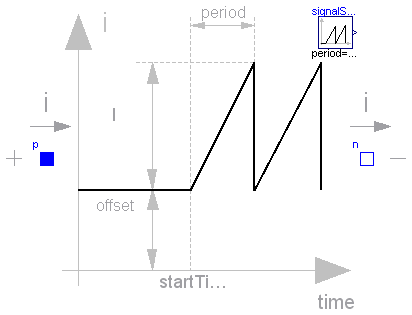 period
signalS...
i
period=...
i
I
i
p
n
offset
startTi...
time